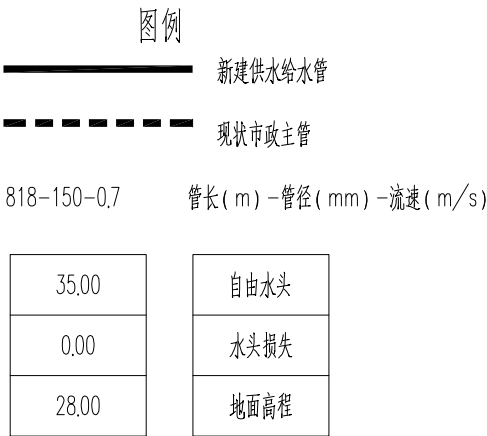 图例
新建供水给水管
现状市政主管
818-150-0.7 管长(m)-管径(mm)-流速(m/s)
35.00 自由水头
0.00 水头损失
28.00 地面高程